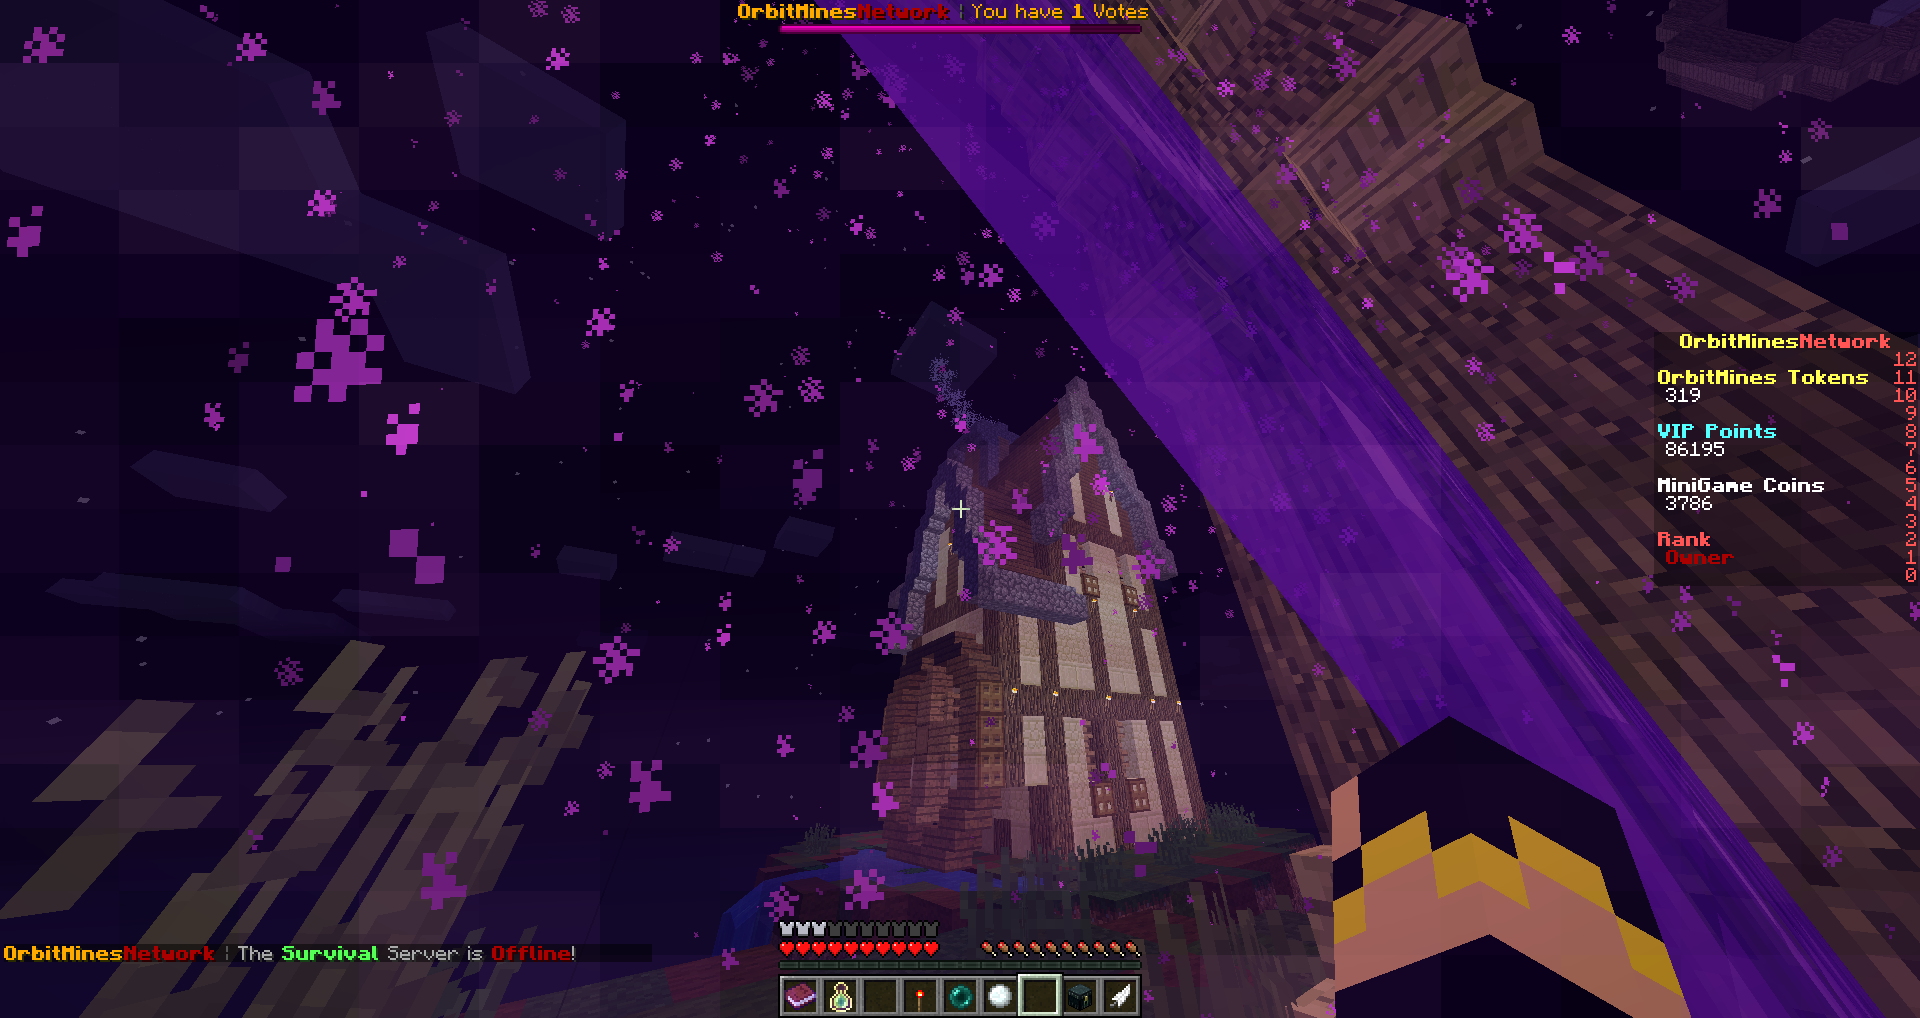 OrbitMinesNetwork | You have 1 Votes
OrbitMinesNetwork
12
OrbitMines Tokens 11
319 10
9
VIP Points 8
86195 7
6
MiniGame Coins 5
3786 4
3
Rank 2
Owner 1
0
OrbitMinesNetwork | The Survival Server is Offline!